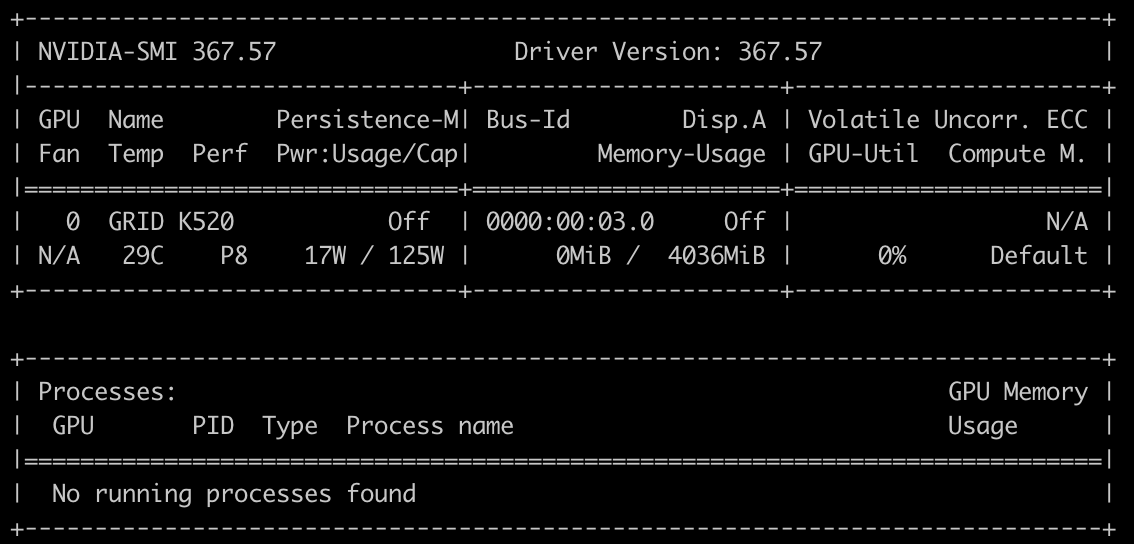 +-----------------------------------------------------------------------------+
| NVIDIA-SMI 367.57                 Driver Version: 367.57                    |
|-------------------------------+----------------------+----------------------+
| GPU  Name        Persistence-M| Bus-Id        Disp.A | Volatile Uncorr. ECC |
| Fan  Temp  Perf  Pwr:Usage/Cap|         Memory-Usage | GPU-Util  Compute M. |
|===============================+======================+======================|
|   0  GRID K520           Off  | 0000:00:03.0     Off |                  N/A |
| N/A   29C    P8    17W / 125W |      0MiB /  4036MiB |      0%      Default |
+-------------------------------+----------------------+----------------------+

+-----------------------------------------------------------------------------+
| Processes:                                                       GPU Memory |
|  GPU       PID  Type  Process name                               Usage      |
|=============================================================================|
|  No running processes found                                                 |
+-----------------------------------------------------------------------------+